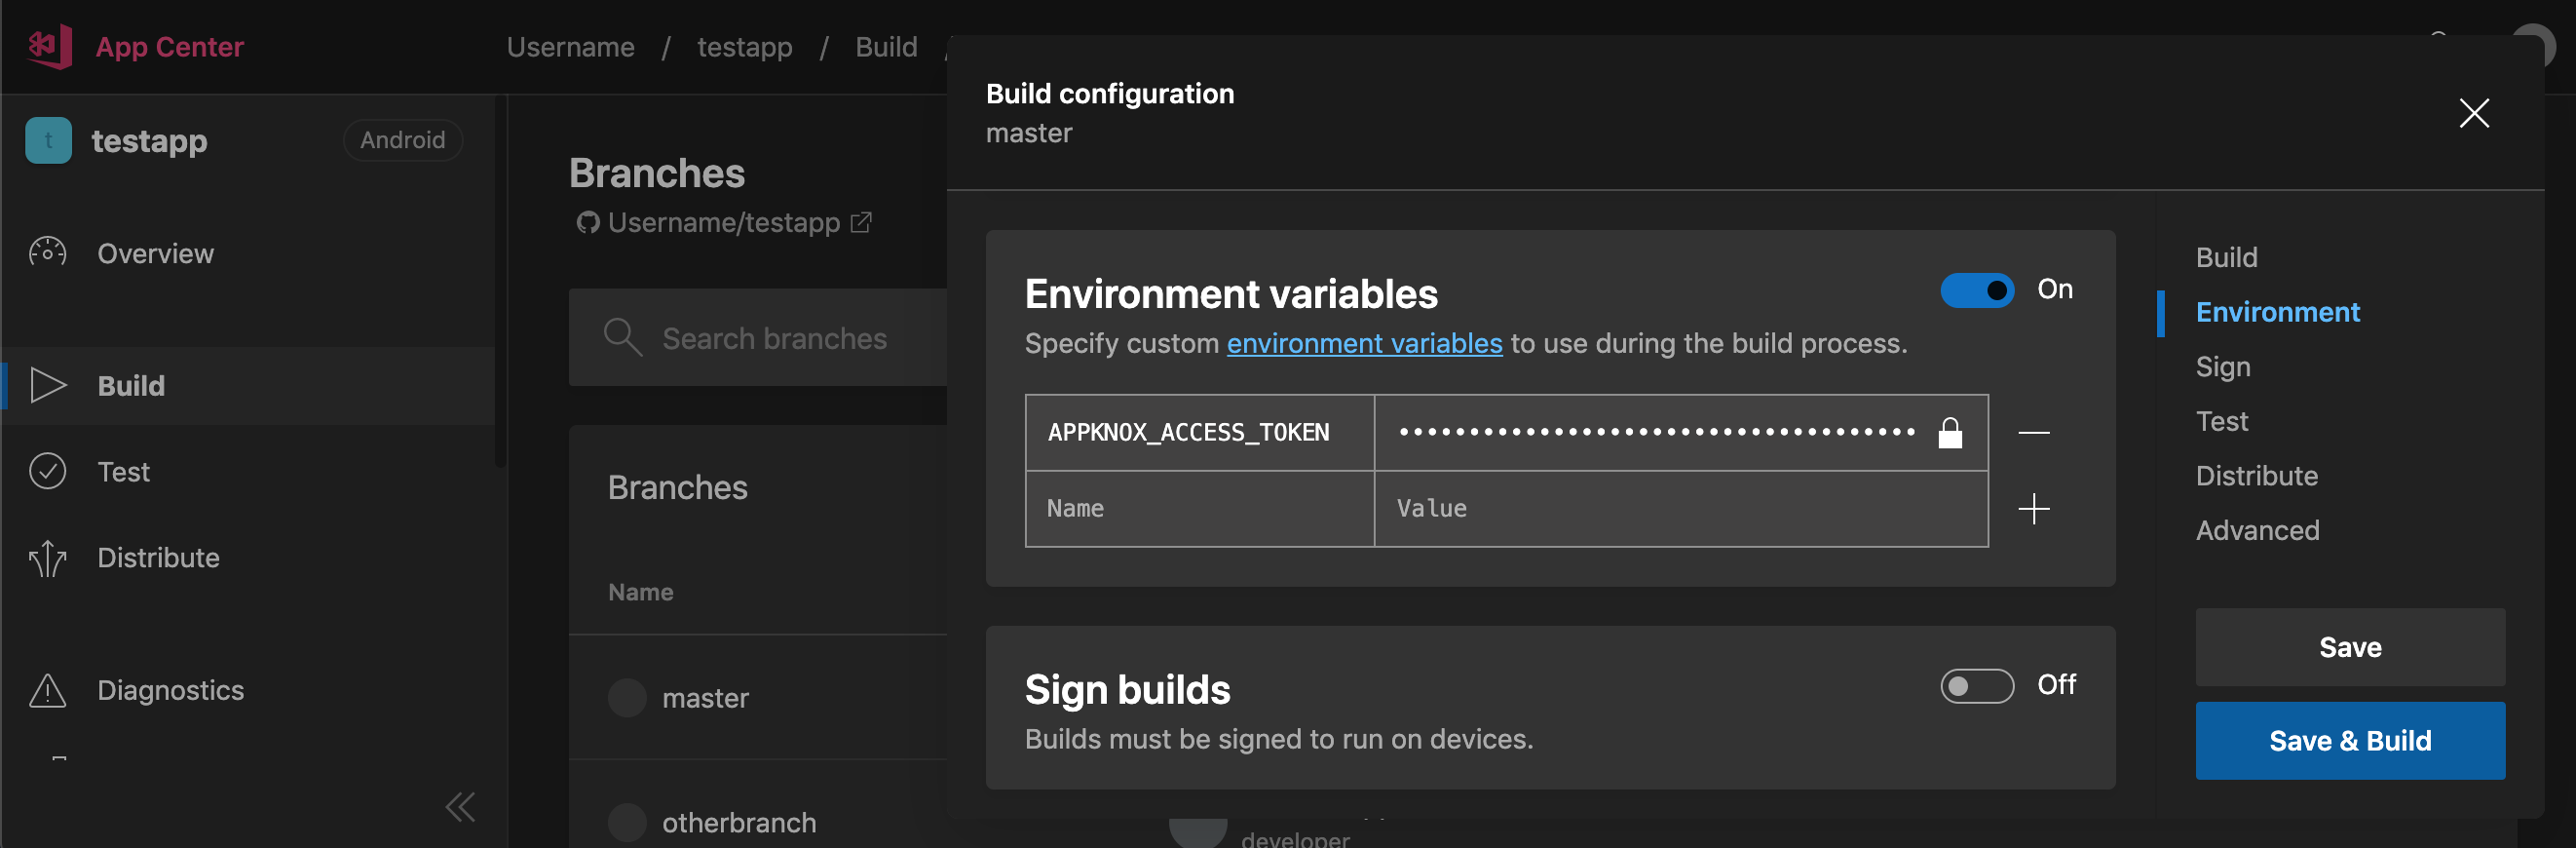 App Center
Username / testapp / Build
t testapp Android
Overview
Build
Test
Distribute
Diagnostics
Branches
Username/testapp
Search branches
Branches
Name
master
otherbranch
developer
Build configuration
master
Environment variables
On
Specify custom environment variables to use during the build process.
APPKNOX_ACCESS_TOKEN ••••••••••••••••••••••••••••••••••••
Name Value
Sign builds
Off
Builds must be signed to run on devices.
Build
Environment
Sign
Test
Distribute
Advanced
Save
Save & Build